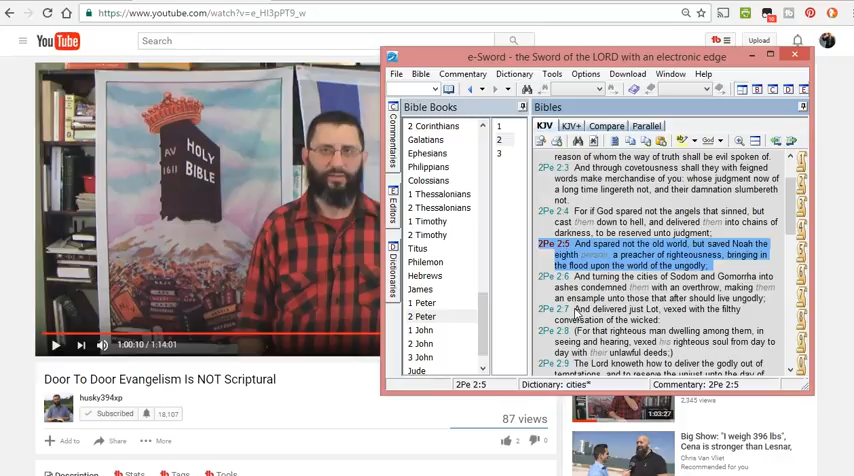 https://www.youtube.com/watch?v=e_HI3pPT9_w
YouTube
Search
Upload
AV
1611
HOLY
BIBLE
1:00:10 / 1:14:01
Door To Door Evangelism Is NOT Scriptural
husky394xp
Subscribed
18,107
87 views
Add to
Share
More
2
0
Description
Stats
Tags
Tools
e-Sword - the Sword of the LORD with an electronic edge
File Bible Commentary Dictionary Tools Options Download Window Help
B C D E
Bible Books
Commentaries
Editors
Dictionaries
2 Corinthians
Galatians
Ephesians
Philippians
Colossians
1 Thessalonians
2 Thessalonians
1 Timothy
2 Timothy
Titus
Philemon
Hebrews
James
1 Peter
2 Peter
1 John
2 John
3 John
Jude
1
2
3
Bibles
KJV KJV+ Compare Parallel
God
reason of whom the way of truth shall be evil spoken of.
2Pe 2:3 And through covetousness shall they with feigned
words make merchandise of you: whose judgment now of
a long time lingereth not, and their damnation slumbereth
not.
2Pe 2:4 For if God spared not the angels that sinned, but
cast them down to hell, and delivered them into chains of
darkness, to be reserved unto judgment;
2Pe 2:5 And spared not the old world, but saved Noah the
eighth person, a preacher of righteousness, bringing in
the flood upon the world of the ungodly;
2Pe 2:6 And turning the cities of Sodom and Gomorrha into
ashes condemned them with an overthrow, making them
an ensample unto those that after should live ungodly;
2Pe 2:7 And delivered just Lot, vexed with the filthy
conversation of the wicked:
2Pe 2:8 (For that righteous man dwelling among them, in
seeing and hearing, vexed his righteous soul from day to
day with their unlawful deeds;)
2Pe 2:9 The Lord knoweth how to deliver the godly out of
temptations, and to reserve the unjust unto the day of
2Pe 2:5
Dictionary: cities*
Commentary: 2Pe 2:5
2,345 views
1:03:27
Big Show: "I weigh 396 lbs",
Cena is stronger than Lesnar,
Chris Van Vliet
Recommended for you